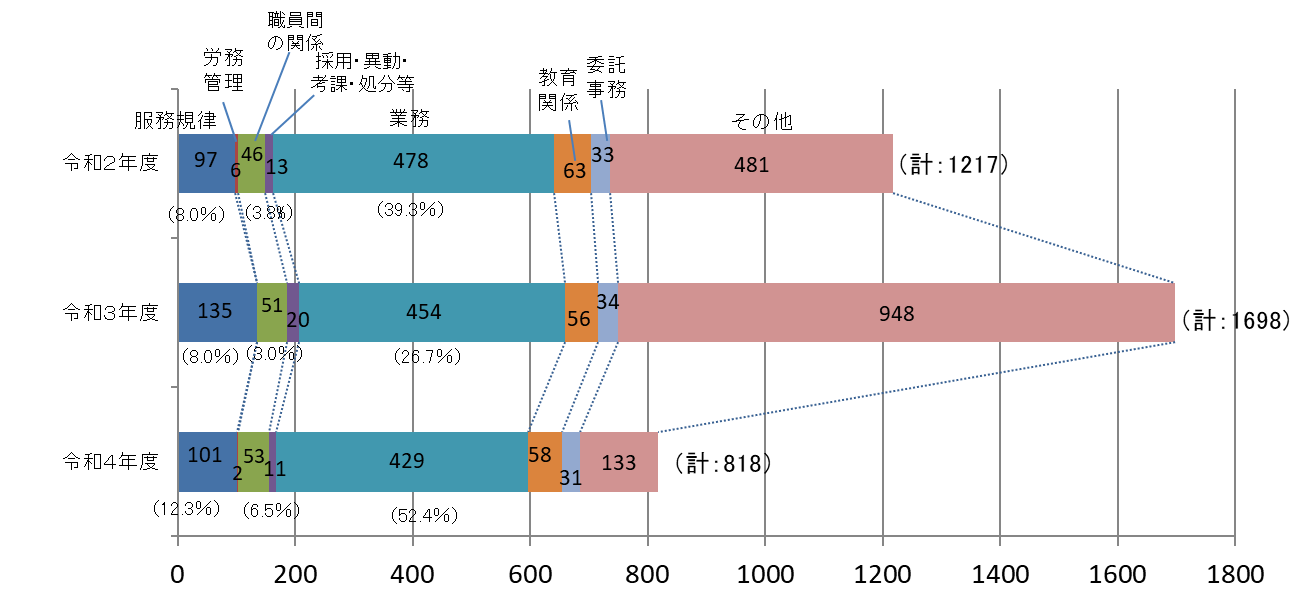 職員間
の関係
労務
管理
採用・異動・
考課・処分等
教育
関係
委託
事務
服務規律
業務
その他
令和2年度
97
6
46
13
478
63
33
481
(計:1217)
(8.0%)
(3.8%)
(39.3%)
令和3年度
135
51
20
454
56
34
948
(計:1698)
(8.0%)
(3.0%)
(26.7%)
令和4年度
101
2
53
11
429
58
31
133
(計:818)
(12.3%)
(6.5%)
(52.4%)
0
200
400
600
800
1000
1200
1400
1600
1800